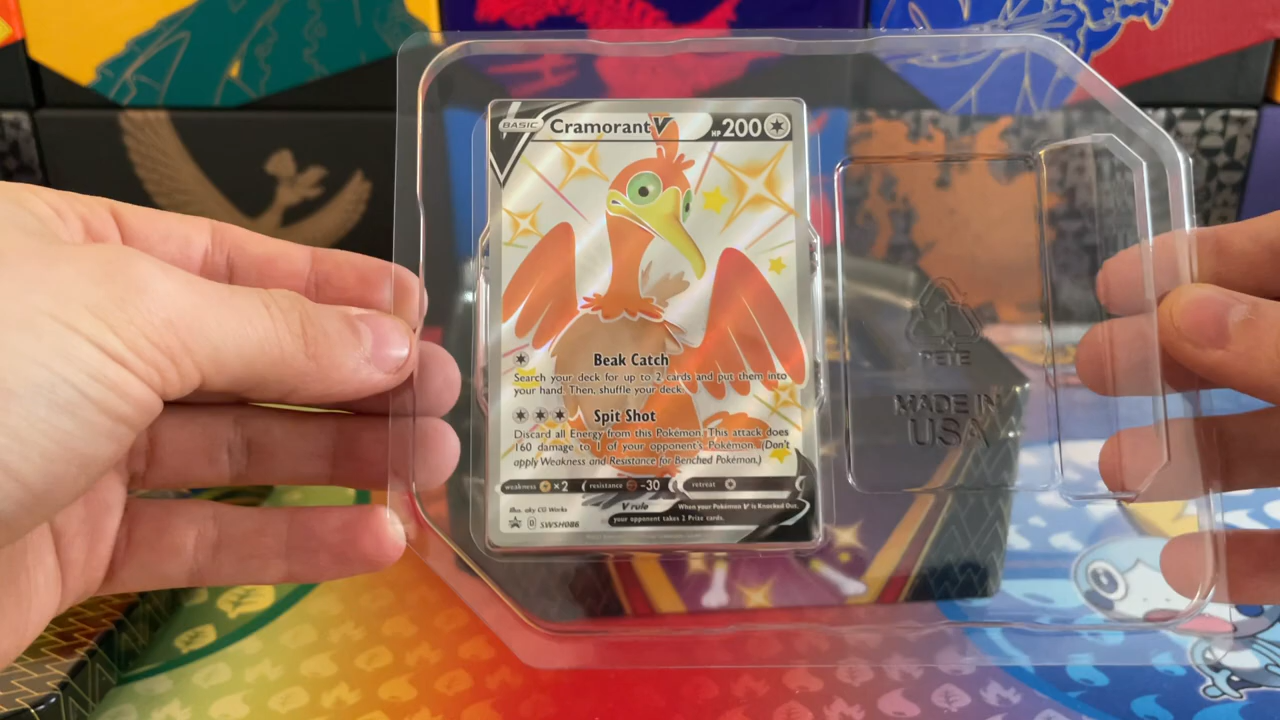 BASIC Cramorant V HP 200
Beak Catch
Search your deck for up to 2 cards and put them into
your hand. Then, shuffle your deck.
Spit Shot
Discard all Energy from this Pokémon. This attack does
160 damage to 1 of your opponent's Pokémon. (Don't
apply Weakness and Resistance for Benched Pokémon.)
weakness ×2 resistance -30 retreat
Illus. aky CG Works
V rule When your Pokémon V is Knocked Out,
your opponent takes 2 Prize cards.
D SWSH086
1
PETE
MADE IN
USA